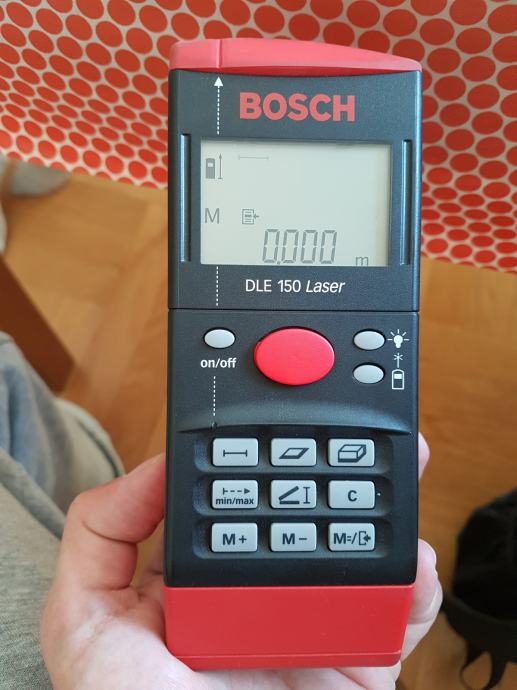 BOSCH
M
0.000 m
DLE 150 Laser
on/off
min/max
C
M+
M−
M=/